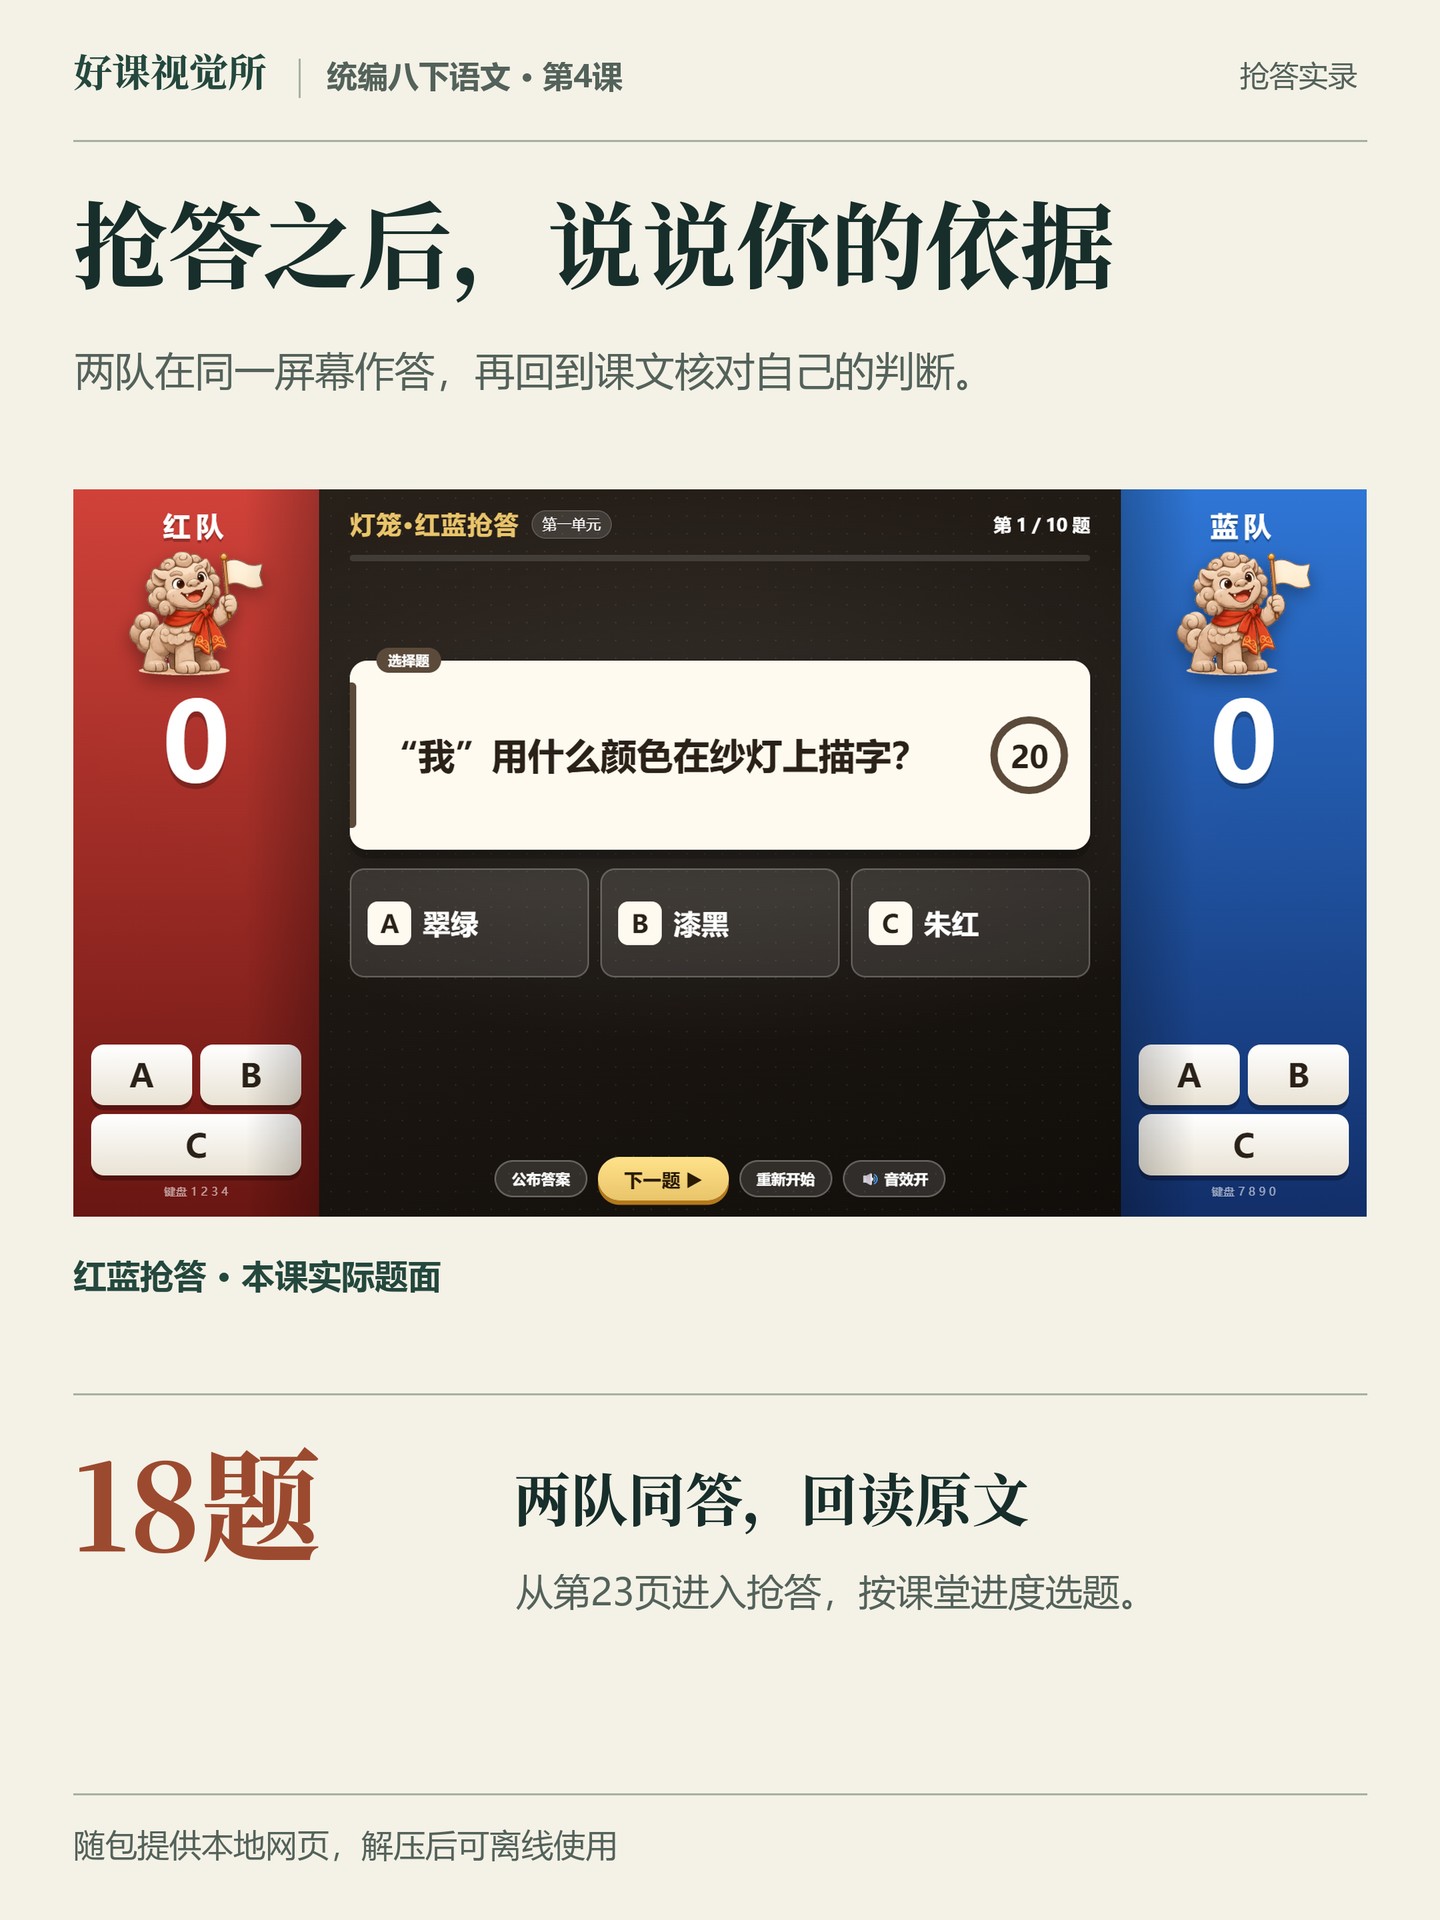 好课视觉所
统编八下语文·第4课
抢答实录
抢答之后，说说你的依据
两队在同一屏幕作答，再回到课文核对自己的判断。
红队
0
A
B
C
键盘 1 2 3 4
灯笼·红蓝抢答
第一单元
第 1 / 10 题
选择题
“我”用什么颜色在纱灯上描字？
20
A 翠绿
B 漆黑
C 朱红
公布答案
下一题 ▶
重新开始
🔊 音效开
蓝队
0
A
B
C
键盘 7 8 9 0
红蓝抢答·本课实际题面
18题
两队同答，回读原文
从第23页进入抢答，按课堂进度选题。
随包提供本地网页，解压后可离线使用